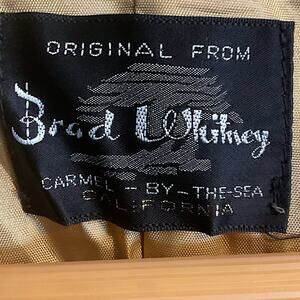 ORIGINAL FROM
Brad Whitney
CARMEL - BY - THE-SEA
CALIFORNIA